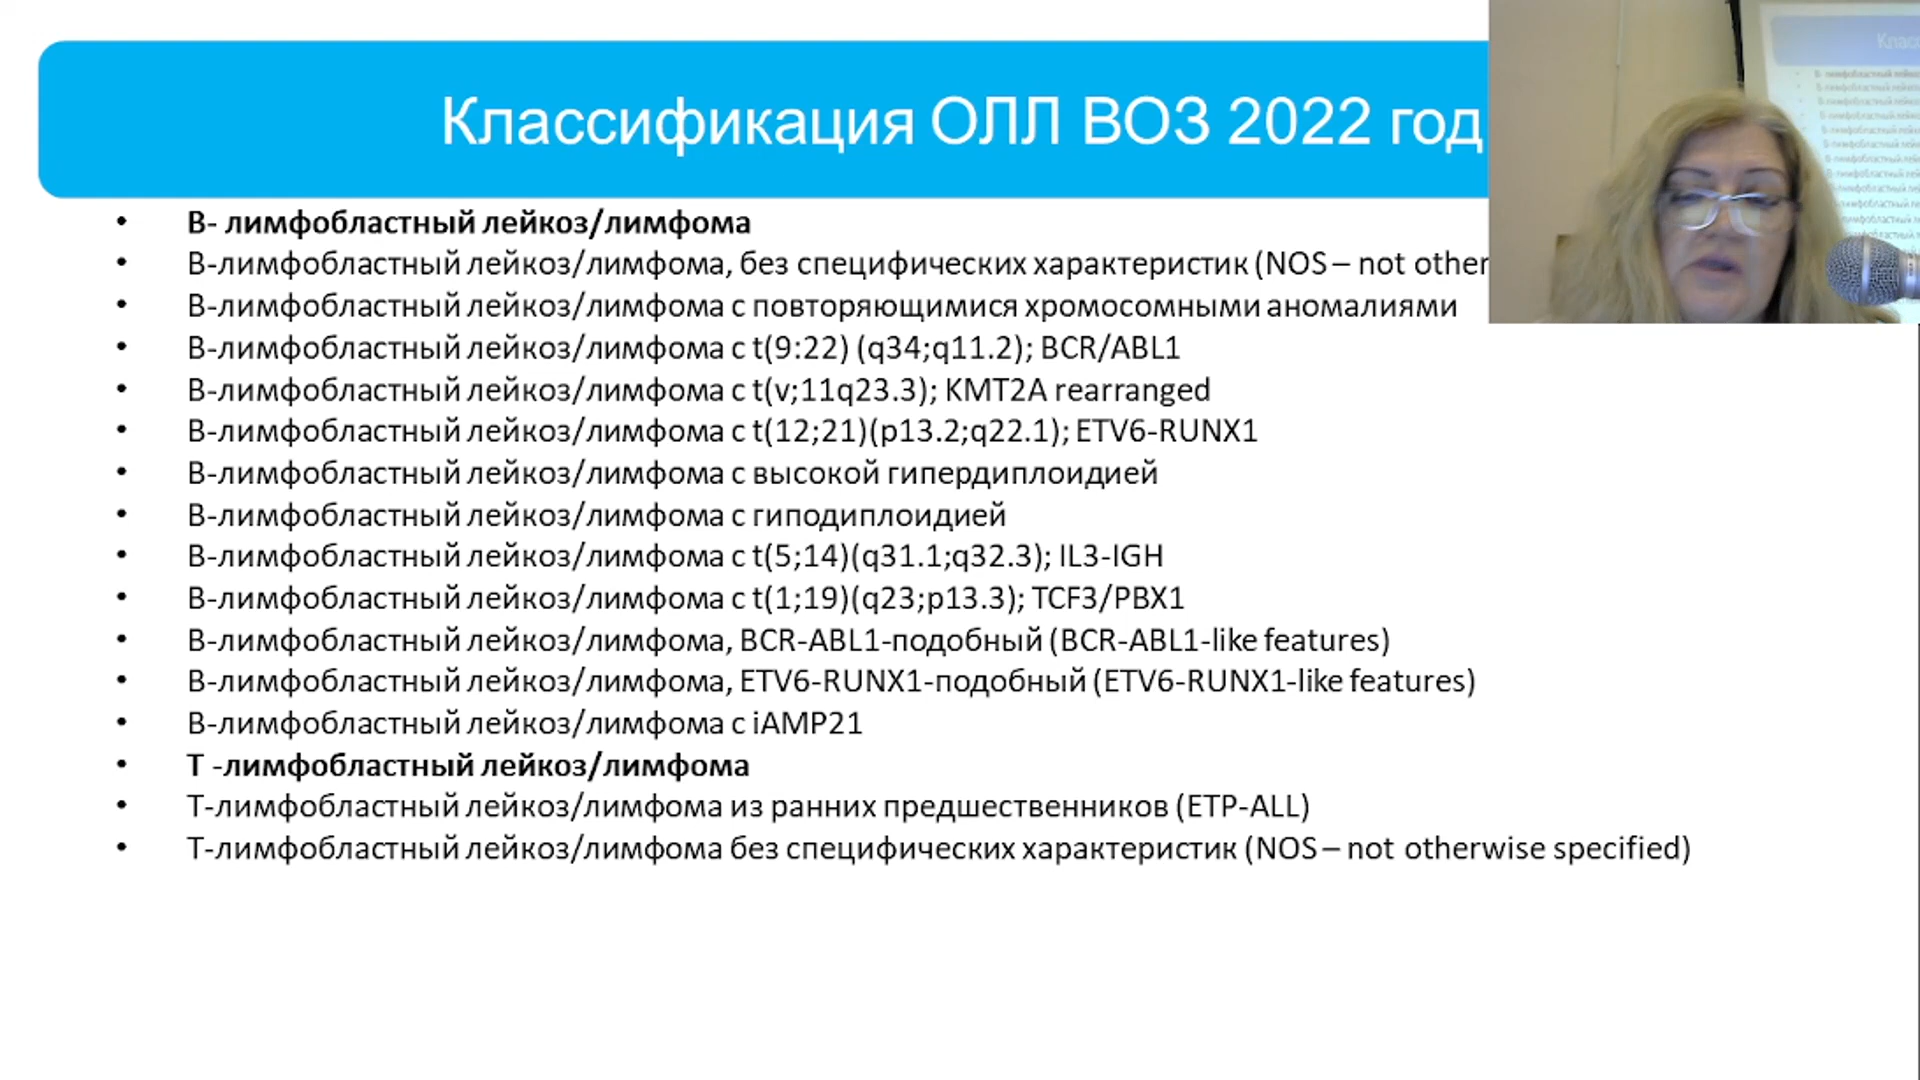 Классификация ОЛЛ ВОЗ 2022 год
• В- лимфобластный лейкоз/лимфома
• В-лимфобластный лейкоз/лимфома, без специфических характеристик (NOS – not other
• В-лимфобластный лейкоз/лимфома с повторяющимися хромосомными аномалиями
• В-лимфобластный лейкоз/лимфома с t(9:22) (q34;q11.2); BCR/ABL1
• В-лимфобластный лейкоз/лимфома с t(v;11q23.3); KMT2A rearranged
• В-лимфобластный лейкоз/лимфома с t(12;21)(p13.2;q22.1); ETV6-RUNX1
• В-лимфобластный лейкоз/лимфома с высокой гипердиплоидией
• В-лимфобластный лейкоз/лимфома с гиподиплоидией
• В-лимфобластный лейкоз/лимфома с t(5;14)(q31.1;q32.3); IL3-IGH
• В-лимфобластный лейкоз/лимфома с t(1;19)(q23;p13.3); TCF3/PBX1
• В-лимфобластный лейкоз/лимфома, BCR-ABL1-подобный (BCR-ABL1-like features)
• В-лимфобластный лейкоз/лимфома, ETV6-RUNX1-подобный (ETV6-RUNX1-like features)
• В-лимфобластный лейкоз/лимфома с iAMP21
• Т -лимфобластный лейкоз/лимфома
• Т-лимфобластный лейкоз/лимфома из ранних предшественников (ETP-ALL)
• Т-лимфобластный лейкоз/лимфома без специфических характеристик (NOS – not otherwise specified)